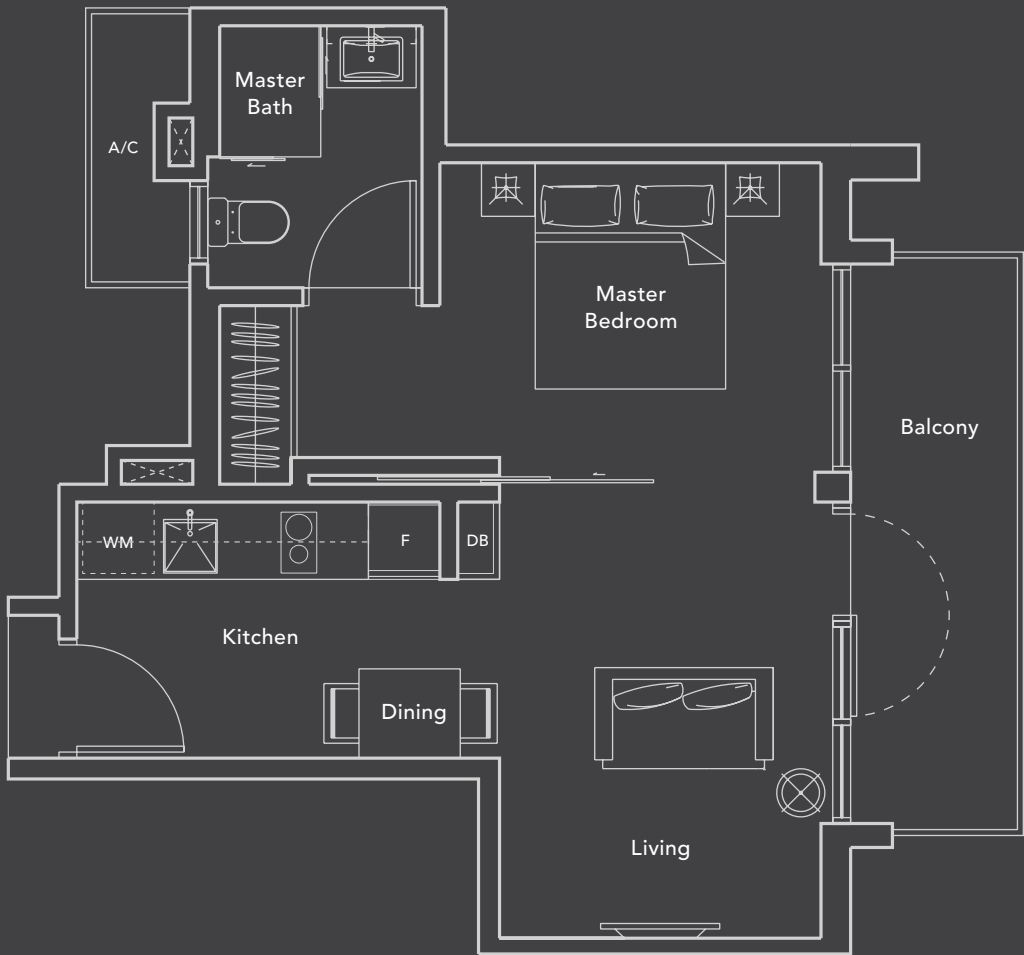 Master
Bath
A/C
Master
Bedroom
Balcony
WM
F
DB
Kitchen
Dining
Living